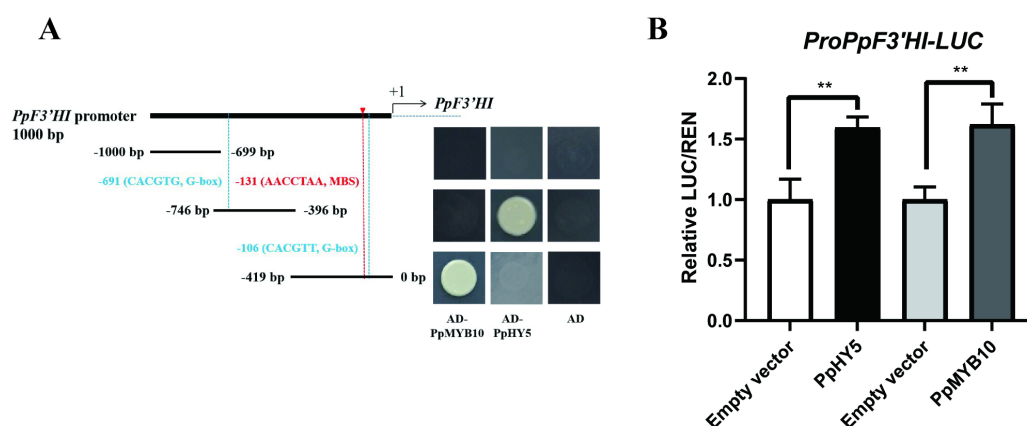 A
+1
PpF3'HI
PpF3'HI promoter
1000 bp
-1000 bp
-699 bp
-691 (CACGTG, G-box)
-131 (AACCTAA, MBS)
-746 bp
-396 bp
-106 (CACGTT, G-box)
-419 bp
0 bp
AD-
PpMYB10
AD-
PpHY5
AD
B
ProPpF3'HI-LUC
Relative LUC/REN
2.0
1.5
1.0
0.5
0.0
**
**
Empty vector
PpHY5
Empty vector
PpMYB10